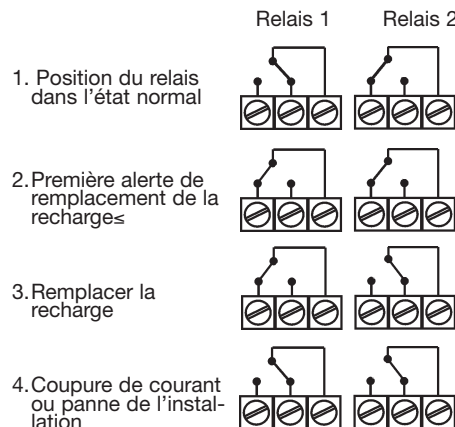 Relais 1 Relais 2
1. Position du relais
dans l'état normal
2. Première alerte de
remplacement de la
recharge≤
3. Remplacer la
recharge
4. Coupure de courant
ou panne de l'instal-
lation